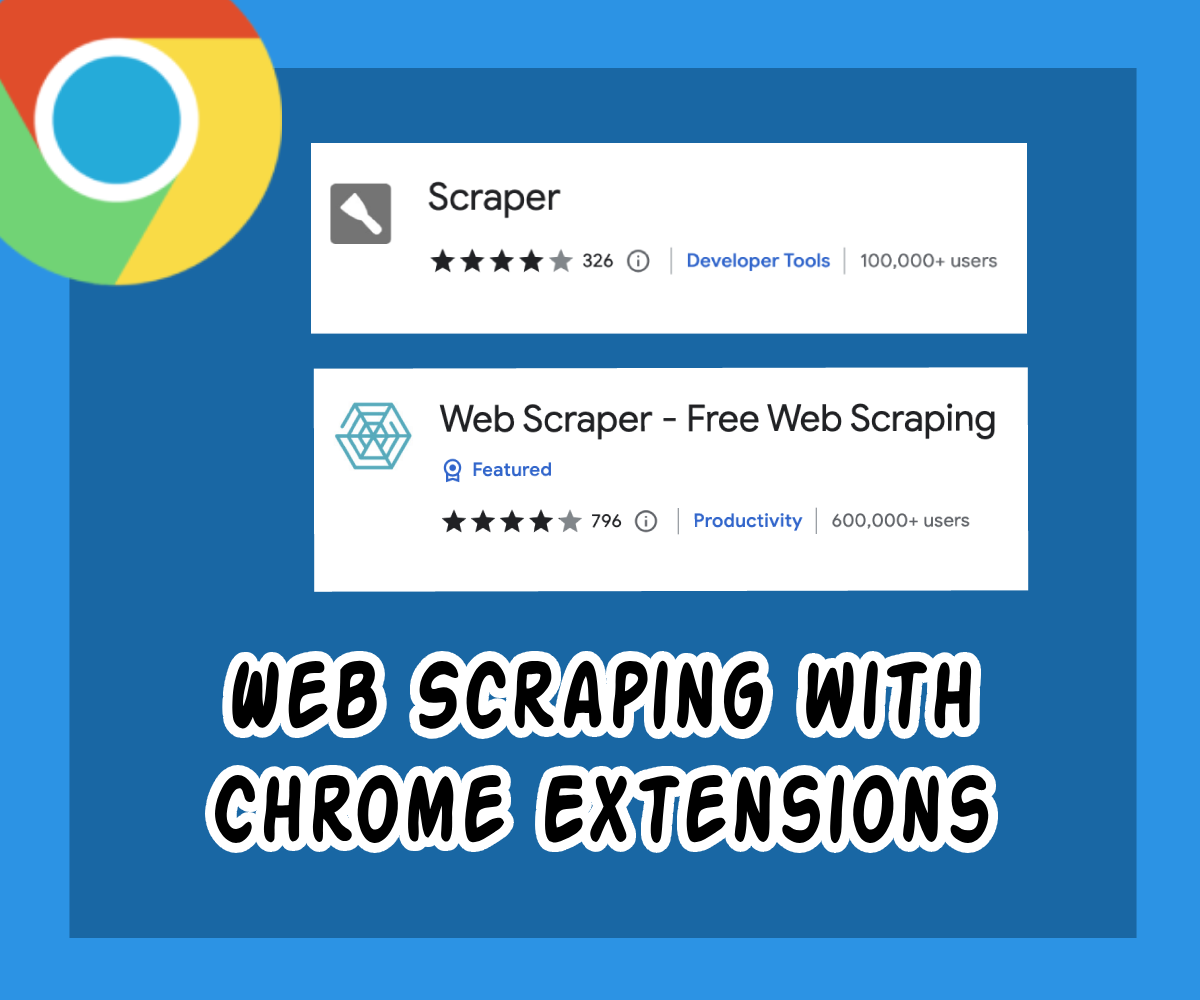 Scraper
326 Developer Tools 100,000+ users
Web Scraper - Free Web Scraping
Featured
796 Productivity 600,000+ users
WEB SCRAPING WITH
CHROME EXTENSIONS